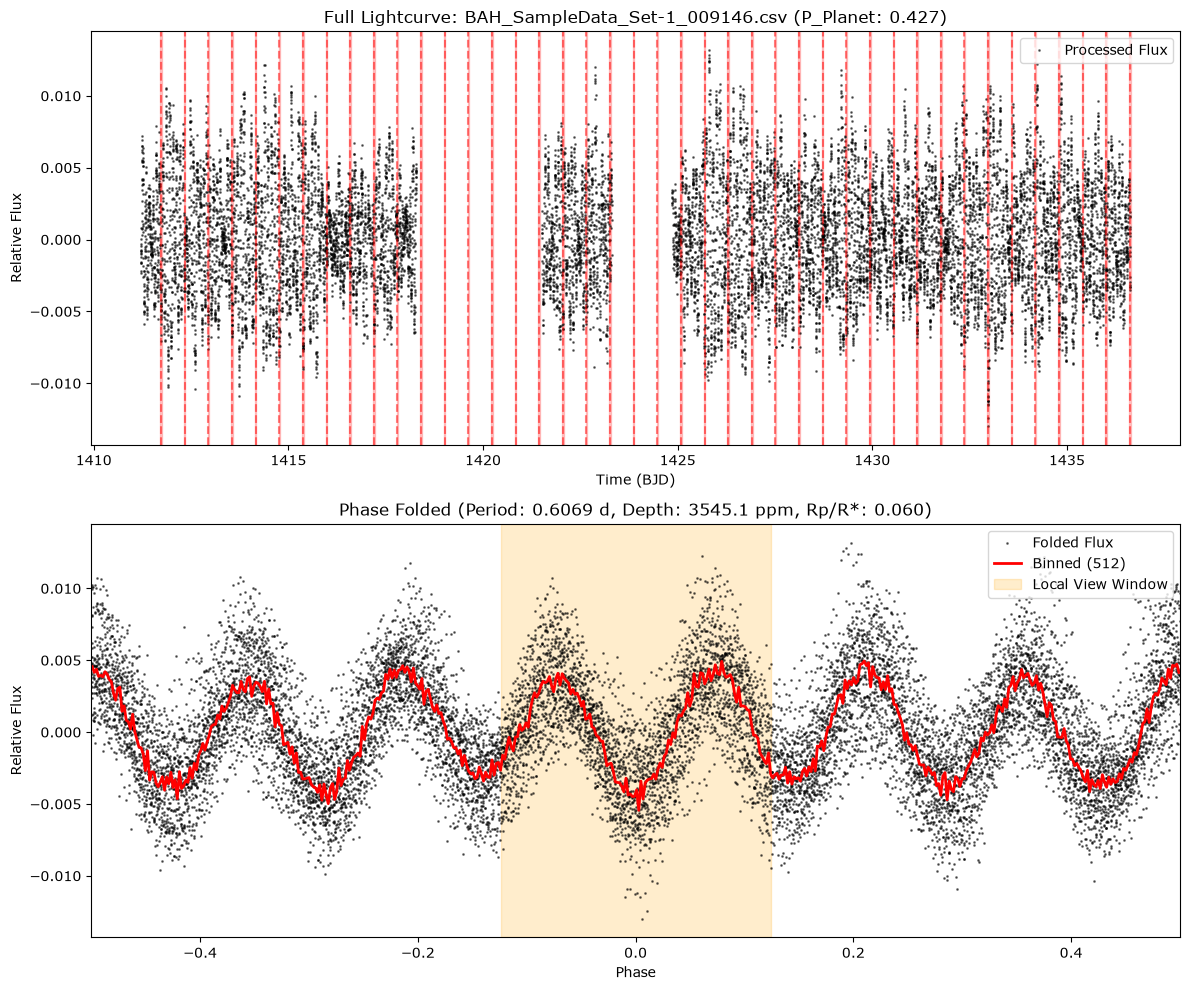 Full Lightcurve: BAH_SampleData_Set-1_009146.csv (P_Planet: 0.427)
Processed Flux
0.010
0.005
0.000
−0.005
−0.010
Relative Flux
1410
1415
1420
1425
1430
1435
Time (BJD)
Phase Folded (Period: 0.6069 d, Depth: 3545.1 ppm, Rp/R*: 0.060)
Folded Flux
Binned (512)
Local View Window
0.010
0.005
0.000
−0.005
−0.010
Relative Flux
−0.4
−0.2
0.0
0.2
0.4
Phase